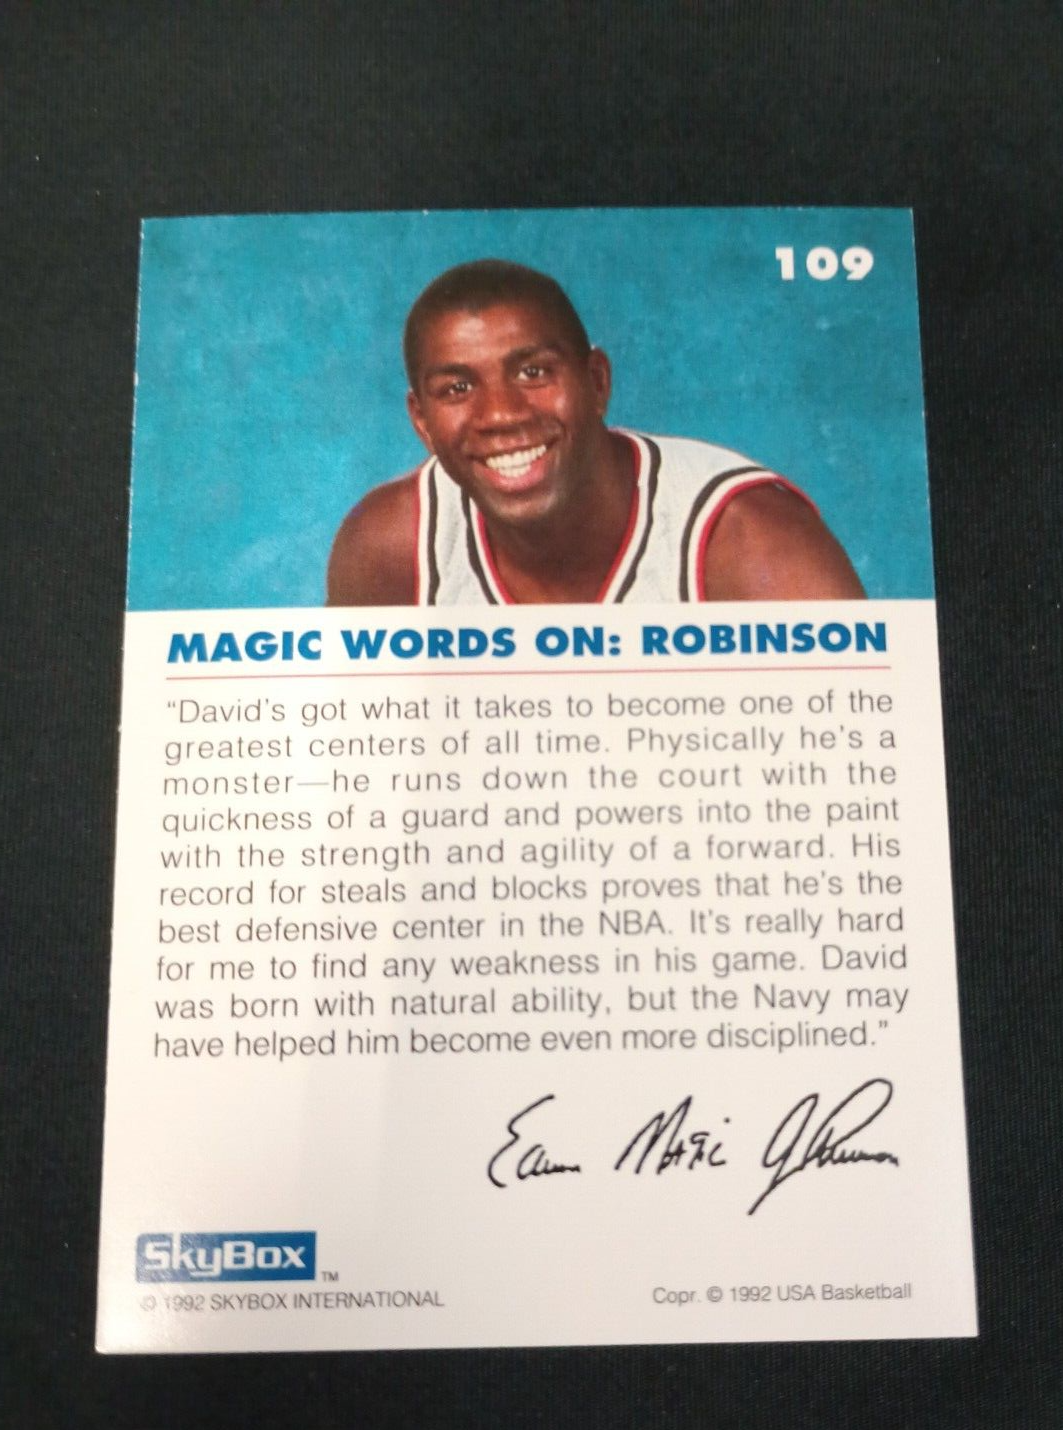 109
MAGIC WORDS ON: ROBINSON
“David's got what it takes to become one of the
greatest centers of all time. Physically he's a
monster—he runs down the court with the
quickness of a guard and powers into the paint
with the strength and agility of a forward. His
record for steals and blocks proves that he's the
best defensive center in the NBA. It's really hard
for me to find any weakness in his game. David
was born with natural ability, but the Navy may
have helped him become even more disciplined.”
Earvin Magic Johnson
SkyBox TM
© 1992 SKYBOX INTERNATIONAL
Copr. © 1992 USA Basketball